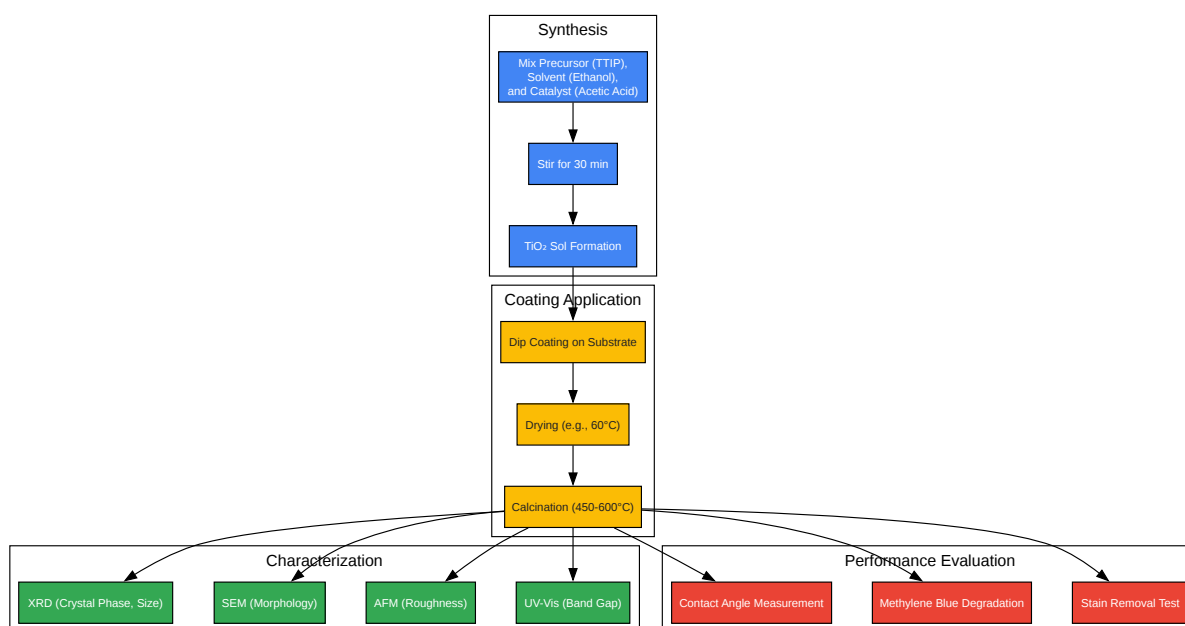 Synthesis
Mix Precursor (TTIP),
Solvent (Ethanol),
and Catalyst (Acetic Acid)
Stir for 30 min
TiO₂ Sol Formation
Coating Application
Dip Coating on Substrate
Drying (e.g., 60°C)
Calcination (450-600°C)
Characterization
XRD (Crystal Phase, Size)
SEM (Morphology)
AFM (Roughness)
UV-Vis (Band Gap)
Performance Evaluation
Contact Angle Measurement
Methylene Blue Degradation
Stain Removal Test